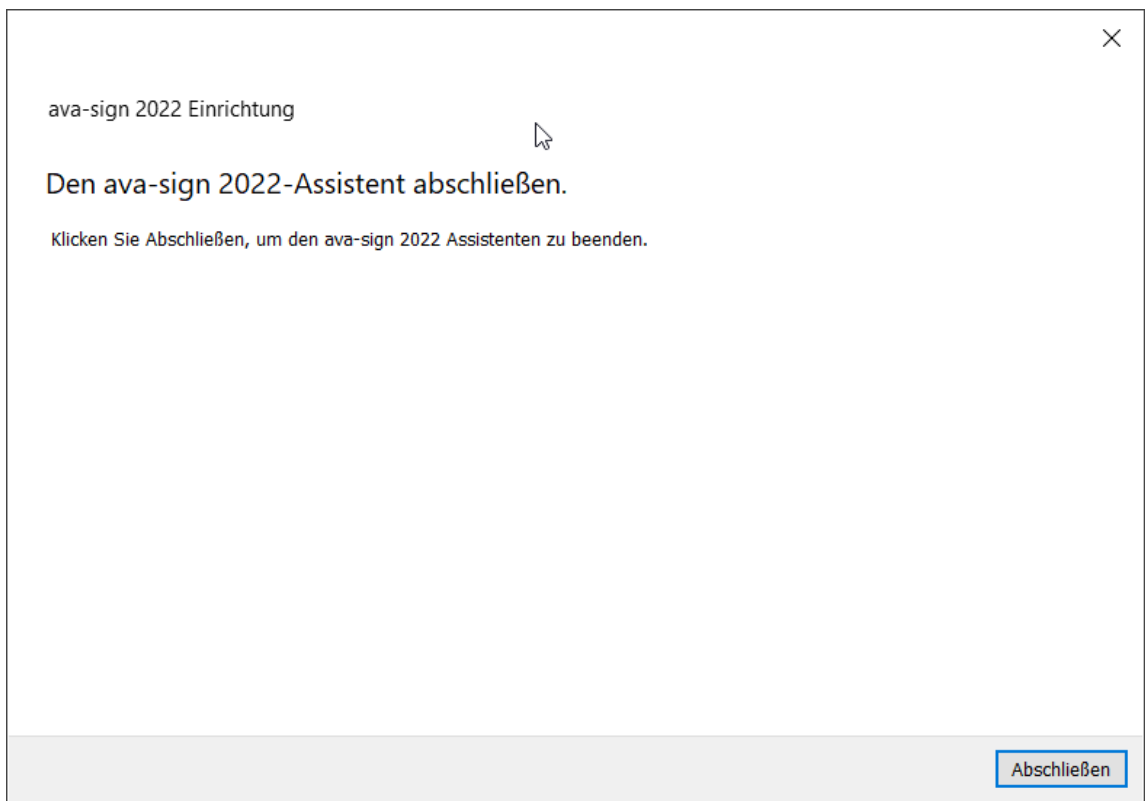 ava-sign 2022 Einrichtung
Den ava-sign 2022-Assistent abschließen.
Klicken Sie Abschließen, um den ava-sign 2022 Assistenten zu beenden.
Abschließen